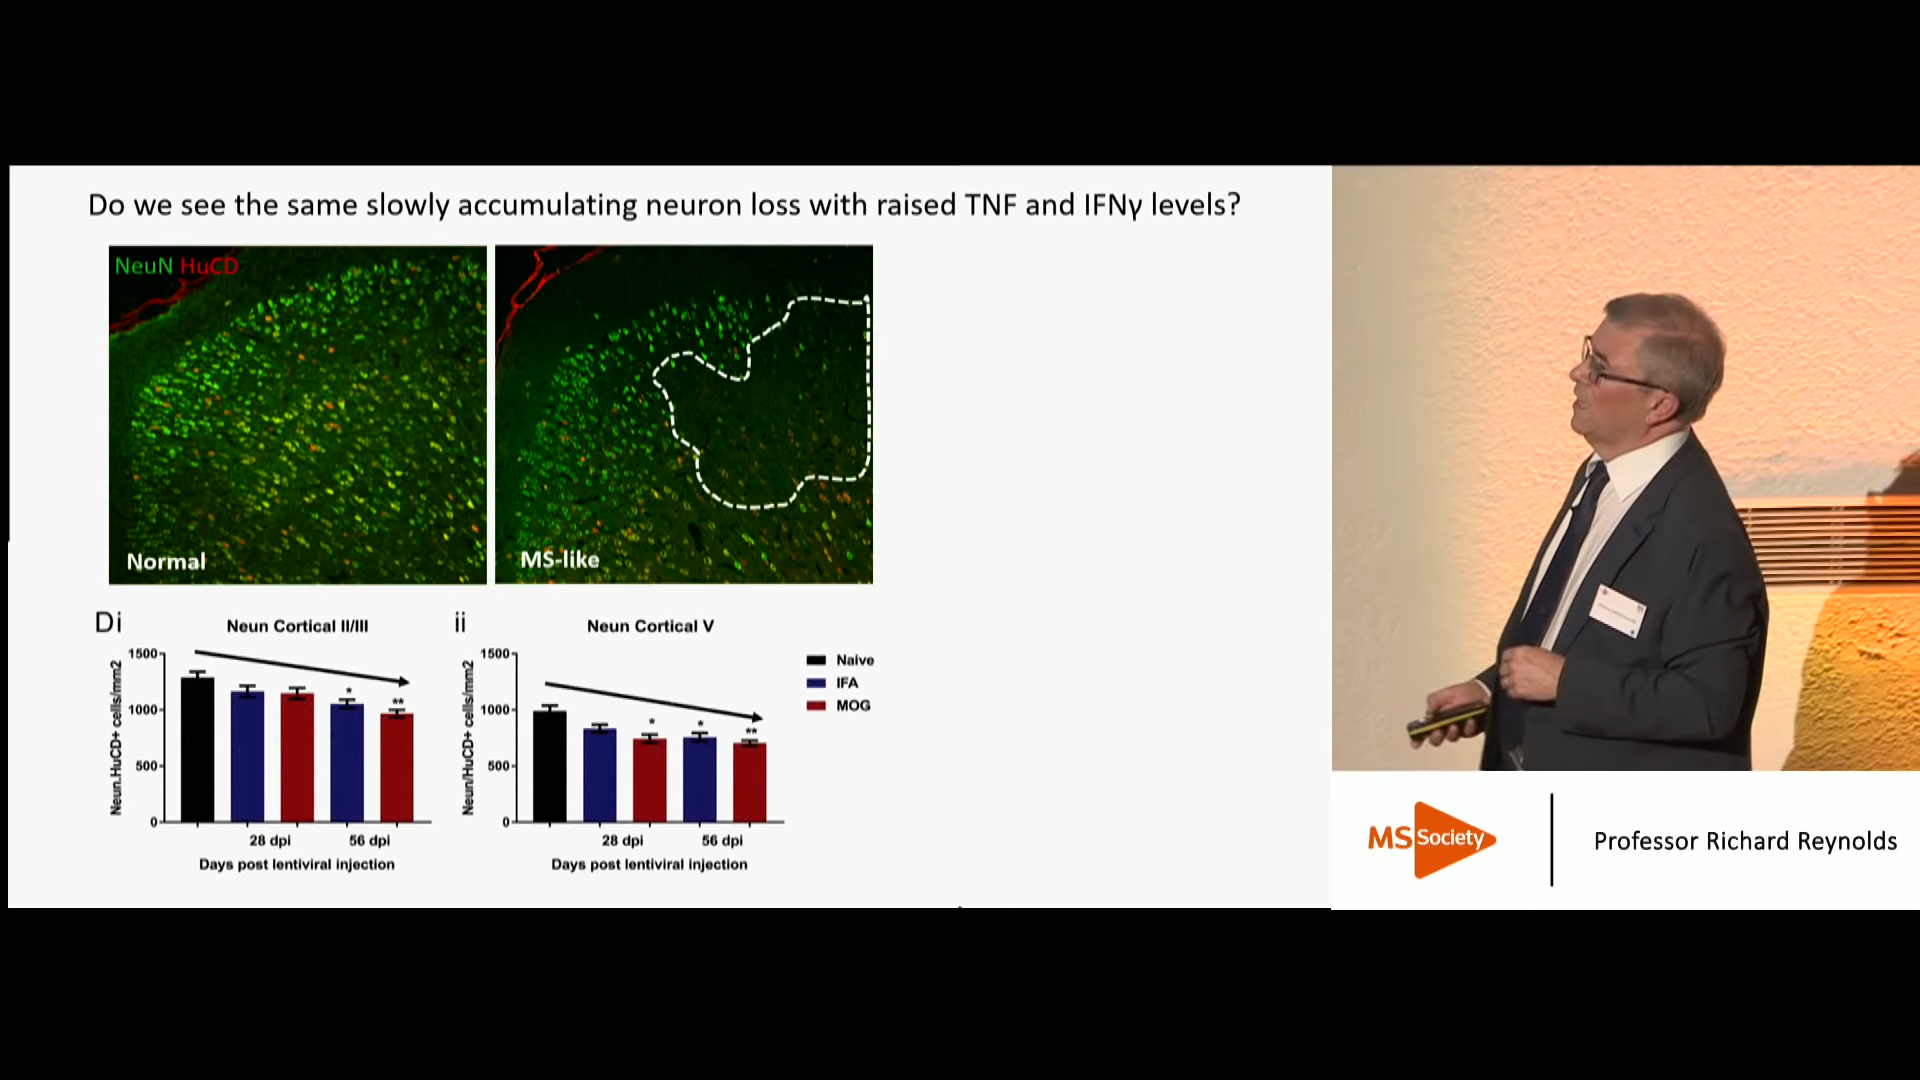 Do we see the same slowly accumulating neuron loss with raised TNF and IFNγ levels?
NeuN HuCD
Normal
MS-like
Di
Neun Cortical II/III
Neun.HuCD+ cells/mm2
1500
1000
500
0
*
**
28 dpi
56 dpi
Days post lentiviral injection
ii
Neun Cortical V
Neun/HuCD+ cells/mm2
1500
1000
500
0
*
*
**
28 dpi
56 dpi
Days post lentiviral injection
Naive
IFA
MOG
MS Society
Professor Richard Reynolds